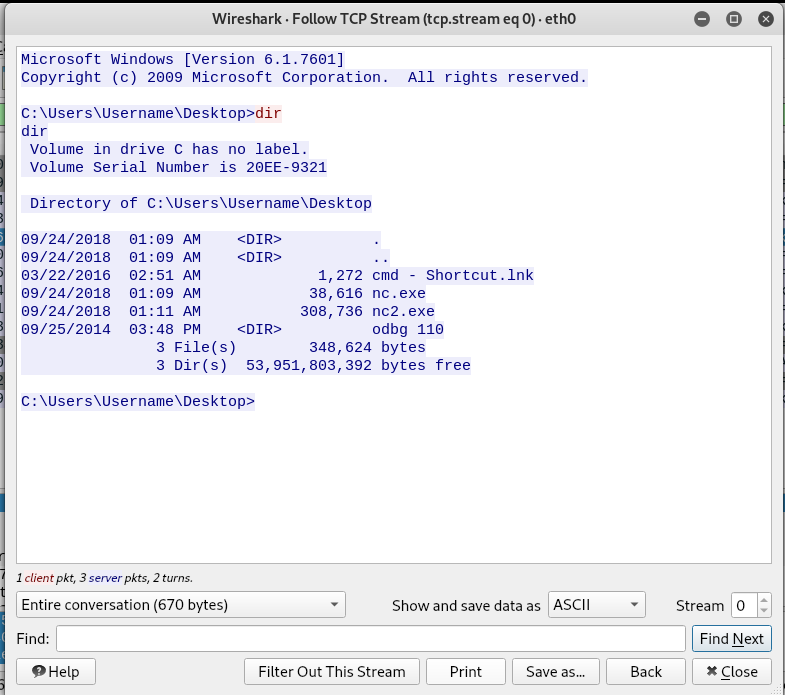 Wireshark · Follow TCP Stream (tcp.stream eq 0) · eth0
Microsoft Windows [Version 6.1.7601]
Copyright (c) 2009 Microsoft Corporation.  All rights reserved.
C:\Users\Username\Desktop>dir
dir
 Volume in drive C has no label.
 Volume Serial Number is 20EE-9321
 Directory of C:\Users\Username\Desktop
09/24/2018  01:09 AM    <DIR>          .
09/24/2018  01:09 AM    <DIR>          ..
03/22/2016  02:51 AM             1,272 cmd - Shortcut.lnk
09/24/2018  01:09 AM            38,616 nc.exe
09/24/2018  01:11 AM           308,736 nc2.exe
09/25/2014  03:48 PM    <DIR>          odbg 110
               3 File(s)        348,624 bytes
               3 Dir(s)  53,951,803,392 bytes free
C:\Users\Username\Desktop>
1 client pkt, 3 server pkts, 2 turns.
Entire conversation (670 bytes) Show and save data as ASCII Stream 0
Find: Find Next
Help Filter Out This Stream Print Save as... Back Close